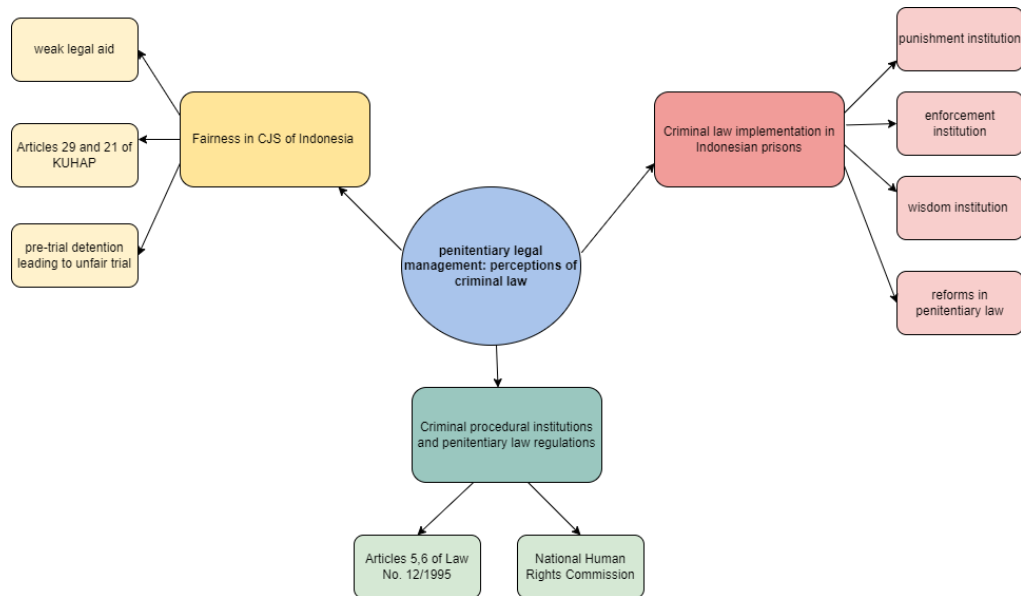 weak legal aid
Articles 29 and 21 of
KUHAP
pre-trial detention
leading to unfair trial
Fairness in CJS of Indonesia
penitentiary legal
management: perceptions of
criminal law
Criminal law implementation in
Indonesian prisons
punishment institution
enforcement
institution
wisdom institution
reforms in
penitentiary law
Criminal procedural institutions
and penitentiary law regulations
Articles 5,6 of Law
No. 12/1995
National Human
Rights Commission